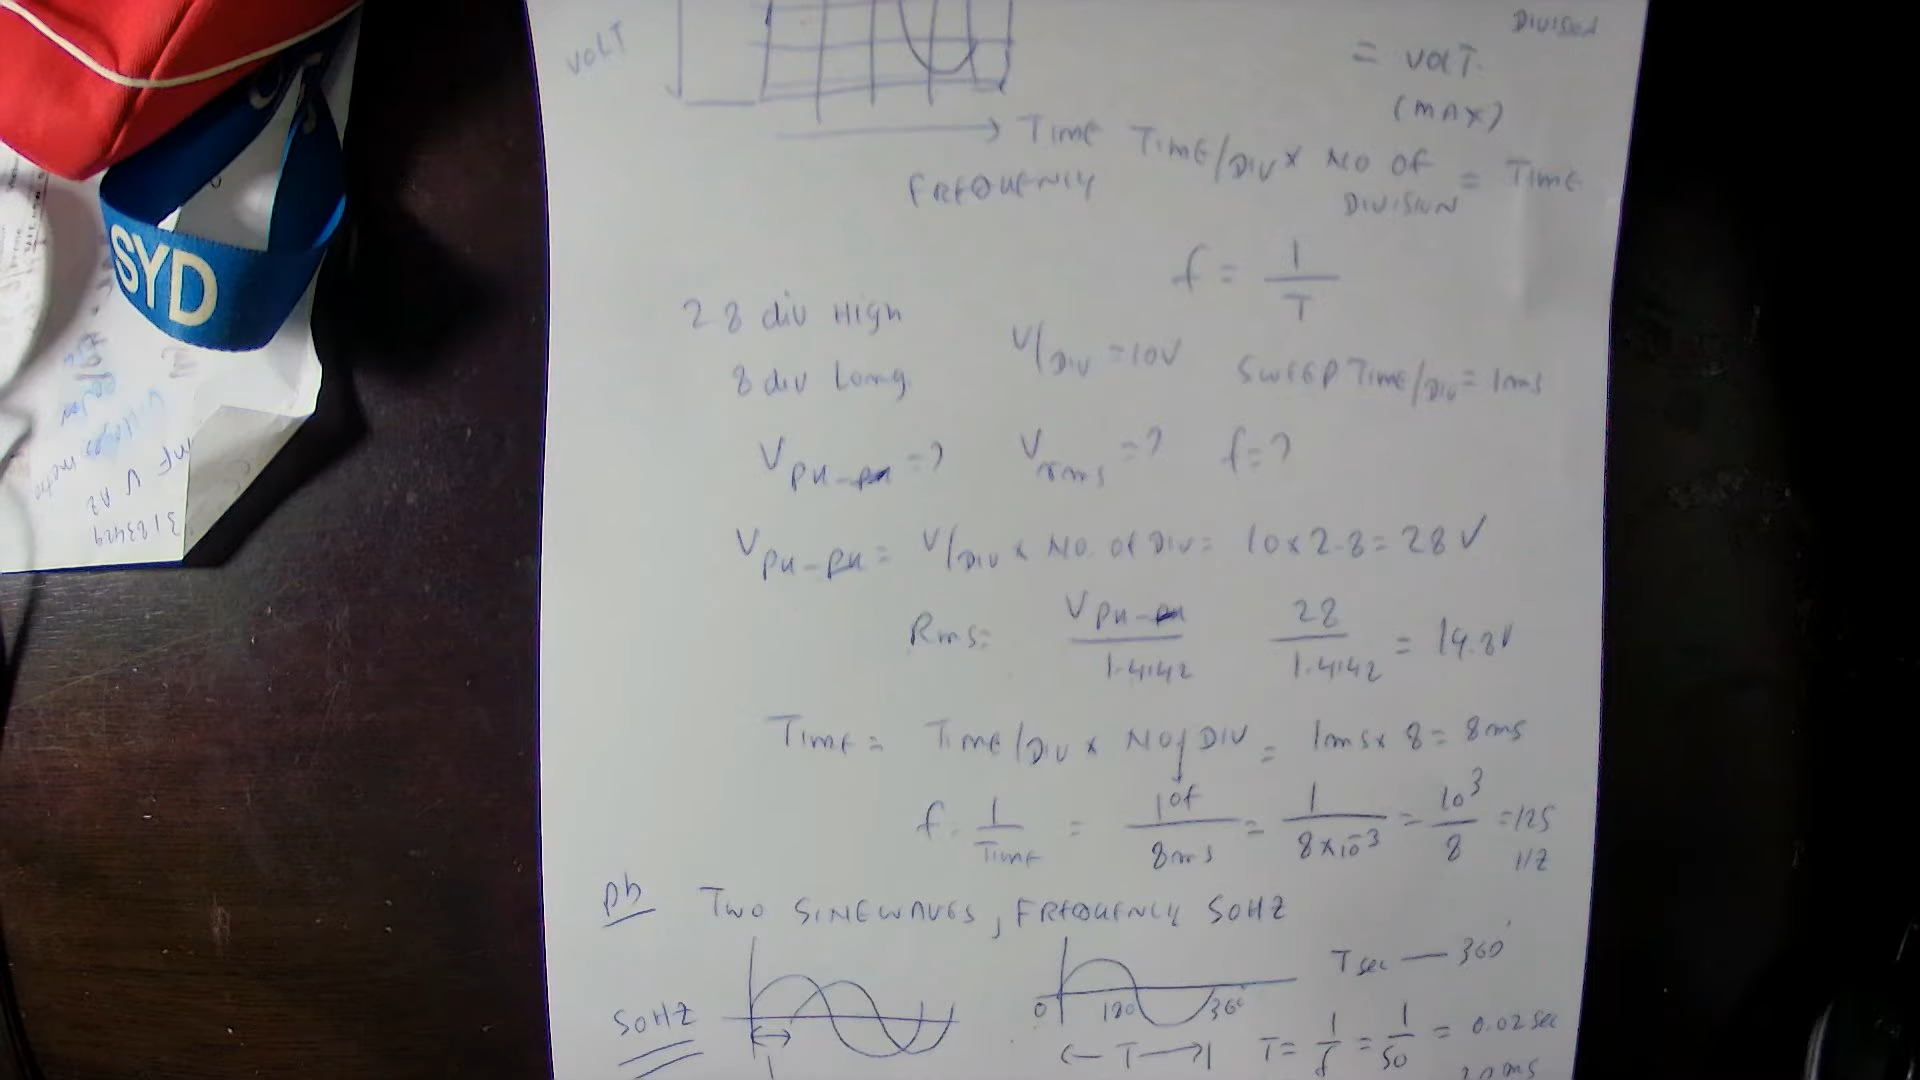 DIVISION
VOLT
= VOLT.
(MAX)
TIME
TIME/DIV x NO OF DIVISION = TIME
FREQUENCY
f = 1/T
2.8 div High
8 div Long
V/DIV = 10V
SWEEP TIME/DIV = 1ms
Vpk-pk = ?
Vrms = ?
f = ?
Vpk-pk = V/DIV x NO. OF DIV = 10 x 2.8 = 28 V
Rms = Vpk-pk/1.4142 28/1.4142 = 19.8V
TIME = TIME/DIV x NO of DIV = 1ms x 8 = 8ms
f = 1/TIME = 1/8ms = 1/8x10^-3 = 10^3/8 = 125 HZ
Pb TWO SINEWAVES, FREQUENCY 50HZ
T sec — 360°
50HZ
0 180 360
← T →
T = 1/f = 1/50 = 0.02 sec
20ms
SYD
3183429